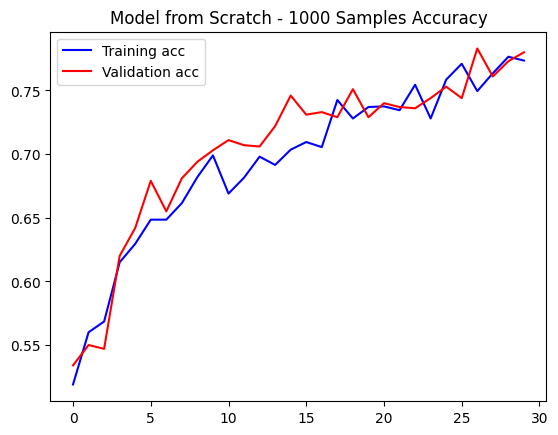 Model from Scratch - 1000 Samples Accuracy
Training acc
Validation acc
0.75
0.70
0.65
0.60
0.55
0 5 10 15 20 25 30